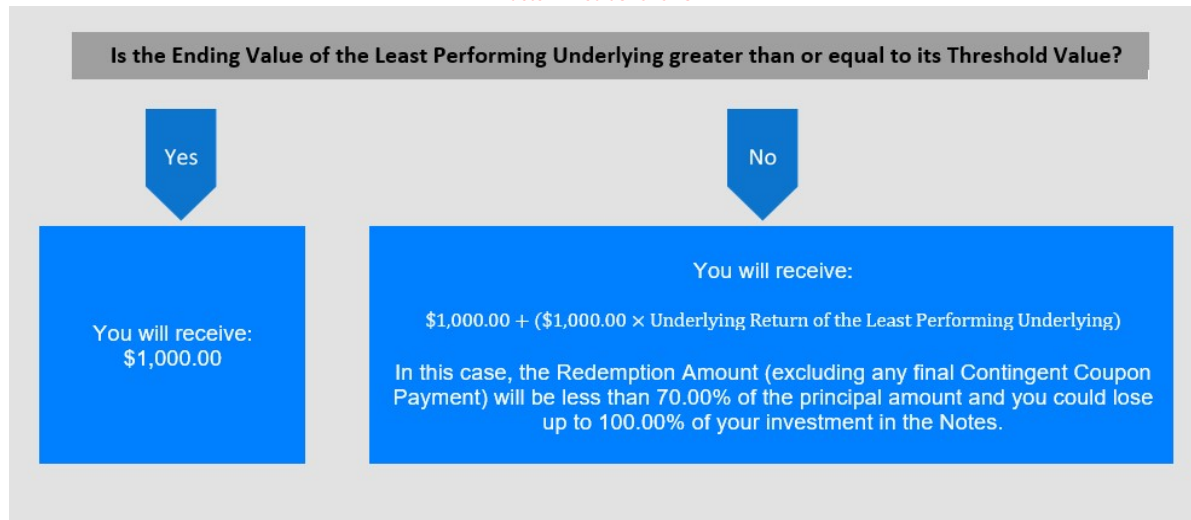 Is the Ending Value of the Least Performing Underlying greater than or equal to its Threshold Value?
Yes
No
You will receive:
$1,000.00
You will receive:
$1,000.00 + ($1,000.00 × Underlying Return of the Least Performing Underlying)
In this case, the Redemption Amount (excluding any final Contingent Coupon
Payment) will be less than 70.00% of the principal amount and you could lose
up to 100.00% of your investment in the Notes.